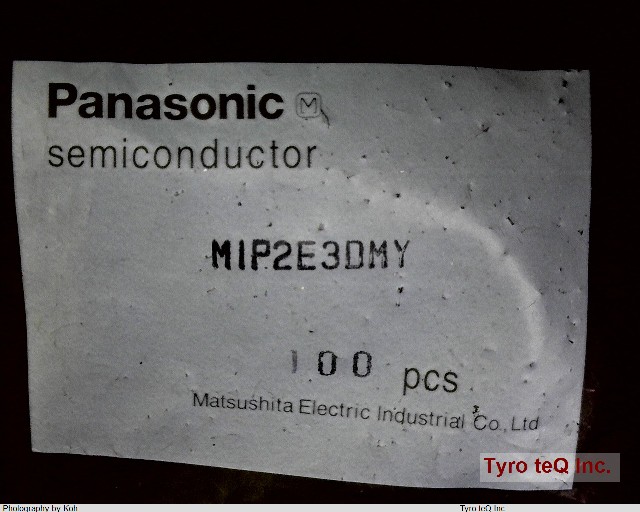 Panasonic M
semiconductor
MIP2E3DMY
100 pcs
Matsushita Electric Industrial Co., Ltd
Tyro teQ Inc.
Photography by Koh
Tyro teQ Inc